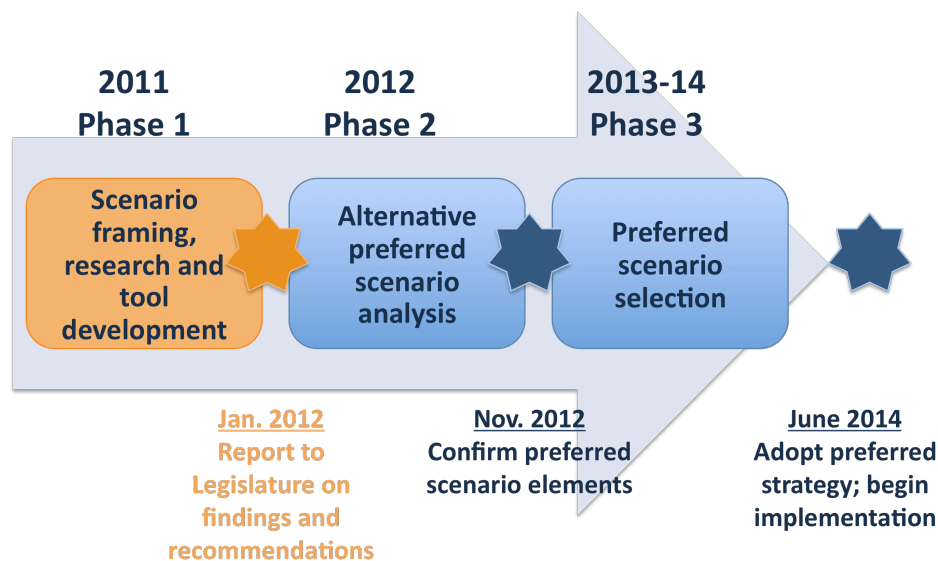 2011
Phase 1
2012
Phase 2
2013-14
Phase 3
Scenario
framing,
research and
tool
development
Alternative
preferred
scenario
analysis
Preferred
scenario
selection
Jan. 2012
Report to
Legislature on
findings and
recommendations
Nov. 2012
Confirm preferred
scenario elements
June 2014
Adopt preferred
strategy; begin
implementation